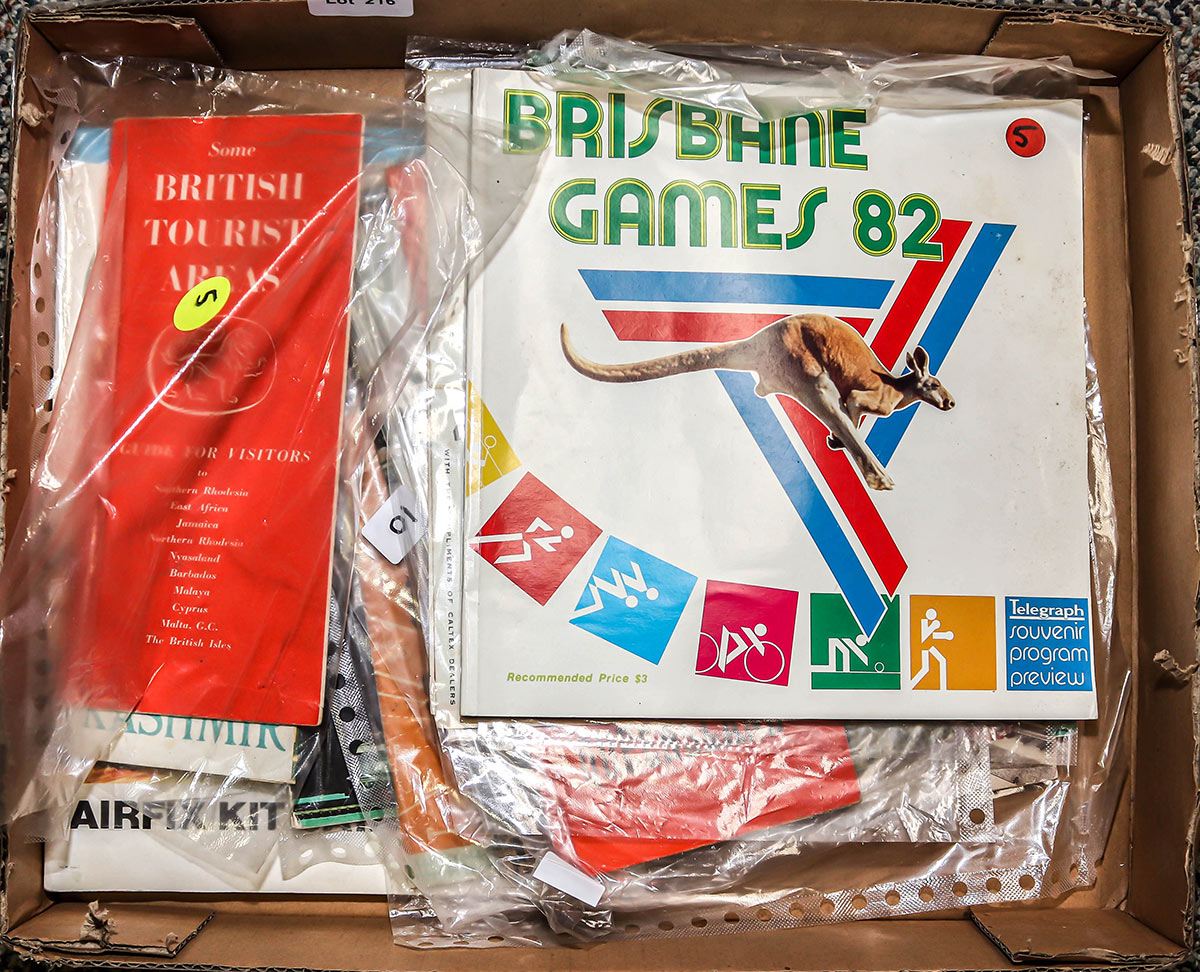 Lot 216
Some
BRITISH
TOURIST
AREAS
5
GUIDE FOR VISITORS
to
Southern Rhodesia
East Africa
Jamaica
Northern Rhodesia
Nyasaland
Barbados
Malaya
Cyprus
Malta, G.C.
The British Isles
KASHMIR
AIRFIX KIT
10
WITH
PLIMENTS OF CALTEX DEALERS
BRISBANE
GAMES 82
5
Recommended Price $3
Telegraph
souvenir
program
preview